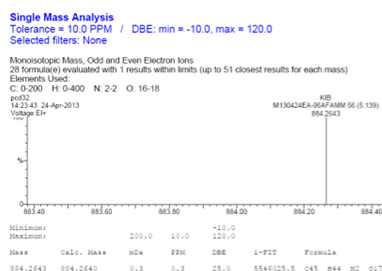 Single Mass Analysis
Tolerance = 10.0 PPM / DBE: min = -10.0, max = 120.0
Selected filters: None
Monoisotopic Mass, Odd and Even Electron Ions
28 formula(e) evaluated with 1 results within limits (up to 51 closest results for each mass)
Elements Used:
C: 0-200 H: 0-400 N: 2-2 O: 16-18
pcd32 KIB
14:23:43 24-Apr-2013 M130424EA-06AFAMM 56 (5.139)
Voltage EI+ 884.2643
100
%
0
883.40 883.60 883.80 884.00 884.20 884.40
Minimum: -10.0
Maximum: 200.0 10.0 120.0
Mass Calc. Mass mDa PPM DBE i-FIT Formula
884.2643 884.2640 0.3 0.3 25.0 5546025.5 C45 H44 N2 O17